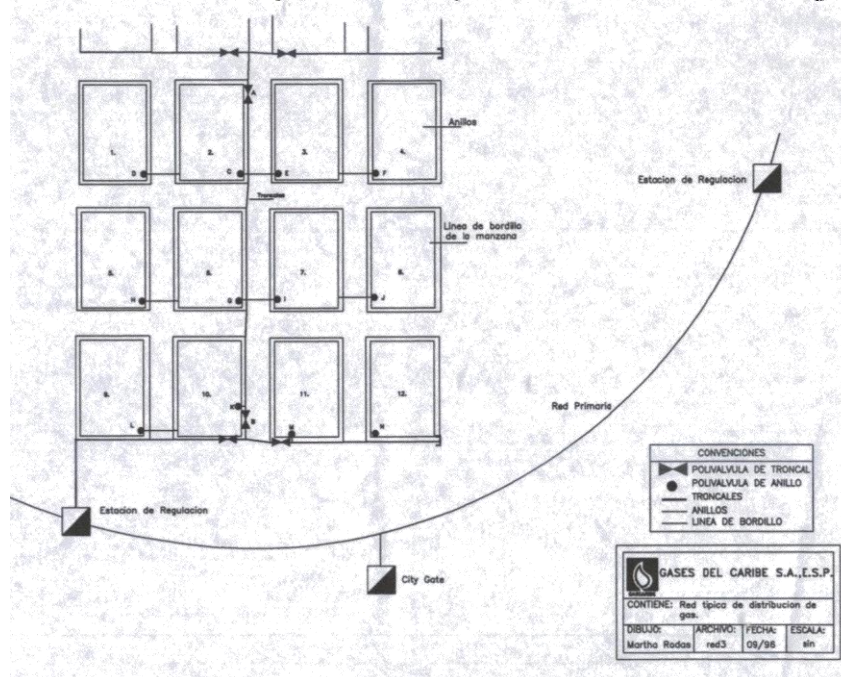 A
Anillos
1.
2.
3.
4.
D
C
E
F
Estacion de Regulacion
Troncales
Linea de bordillo
de la manzana
5.
6.
7.
8.
H
G
I
J
9.
10.
11.
12.
K
L
B
M
N
Red Primaria
CONVENCIONES
POLIVALVULA DE TRONCAL
POLIVALVULA DE ANILLO
TRONCALES
ANILLOS
LINEA DE BORDILLO
Estacion de Regulacion
City Gate
GASES DEL CARIBE S.A.,E.S.P.
CONTIENE: Red tipica de distribucion de
gas.
DIBUJO: ARCHIVO: FECHA: ESCALA:
Martha Rodas red3 09/96 sin